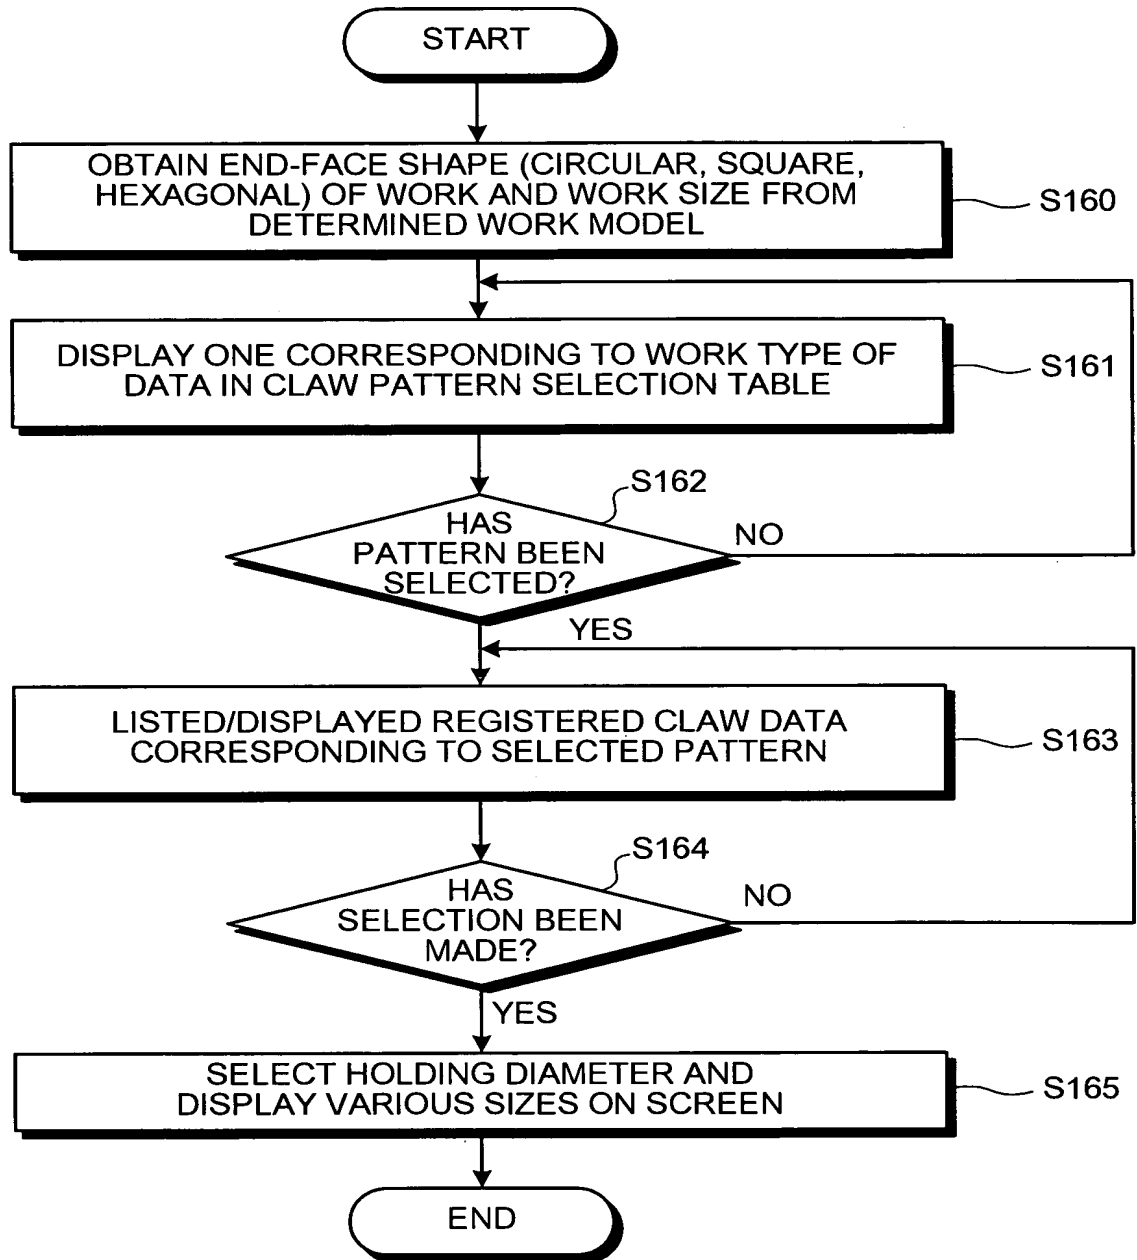 START
OBTAIN END-FACE SHAPE (CIRCULAR, SQUARE,
HEXAGONAL) OF WORK AND WORK SIZE FROM
DETERMINED WORK MODEL
S160
DISPLAY ONE CORRESPONDING TO WORK TYPE OF
DATA IN CLAW PATTERN SELECTION TABLE
S161
S162
HAS
PATTERN BEEN
SELECTED?
NO
YES
LISTED/DISPLAYED REGISTERED CLAW DATA
CORRESPONDING TO SELECTED PATTERN
S163
S164
HAS
SELECTION BEEN
MADE?
NO
YES
SELECT HOLDING DIAMETER AND
DISPLAY VARIOUS SIZES ON SCREEN
S165
END